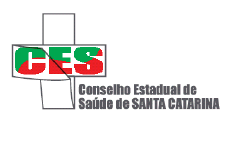 CES
Conselho Estadual de
Saúde de SANTA CATARINA